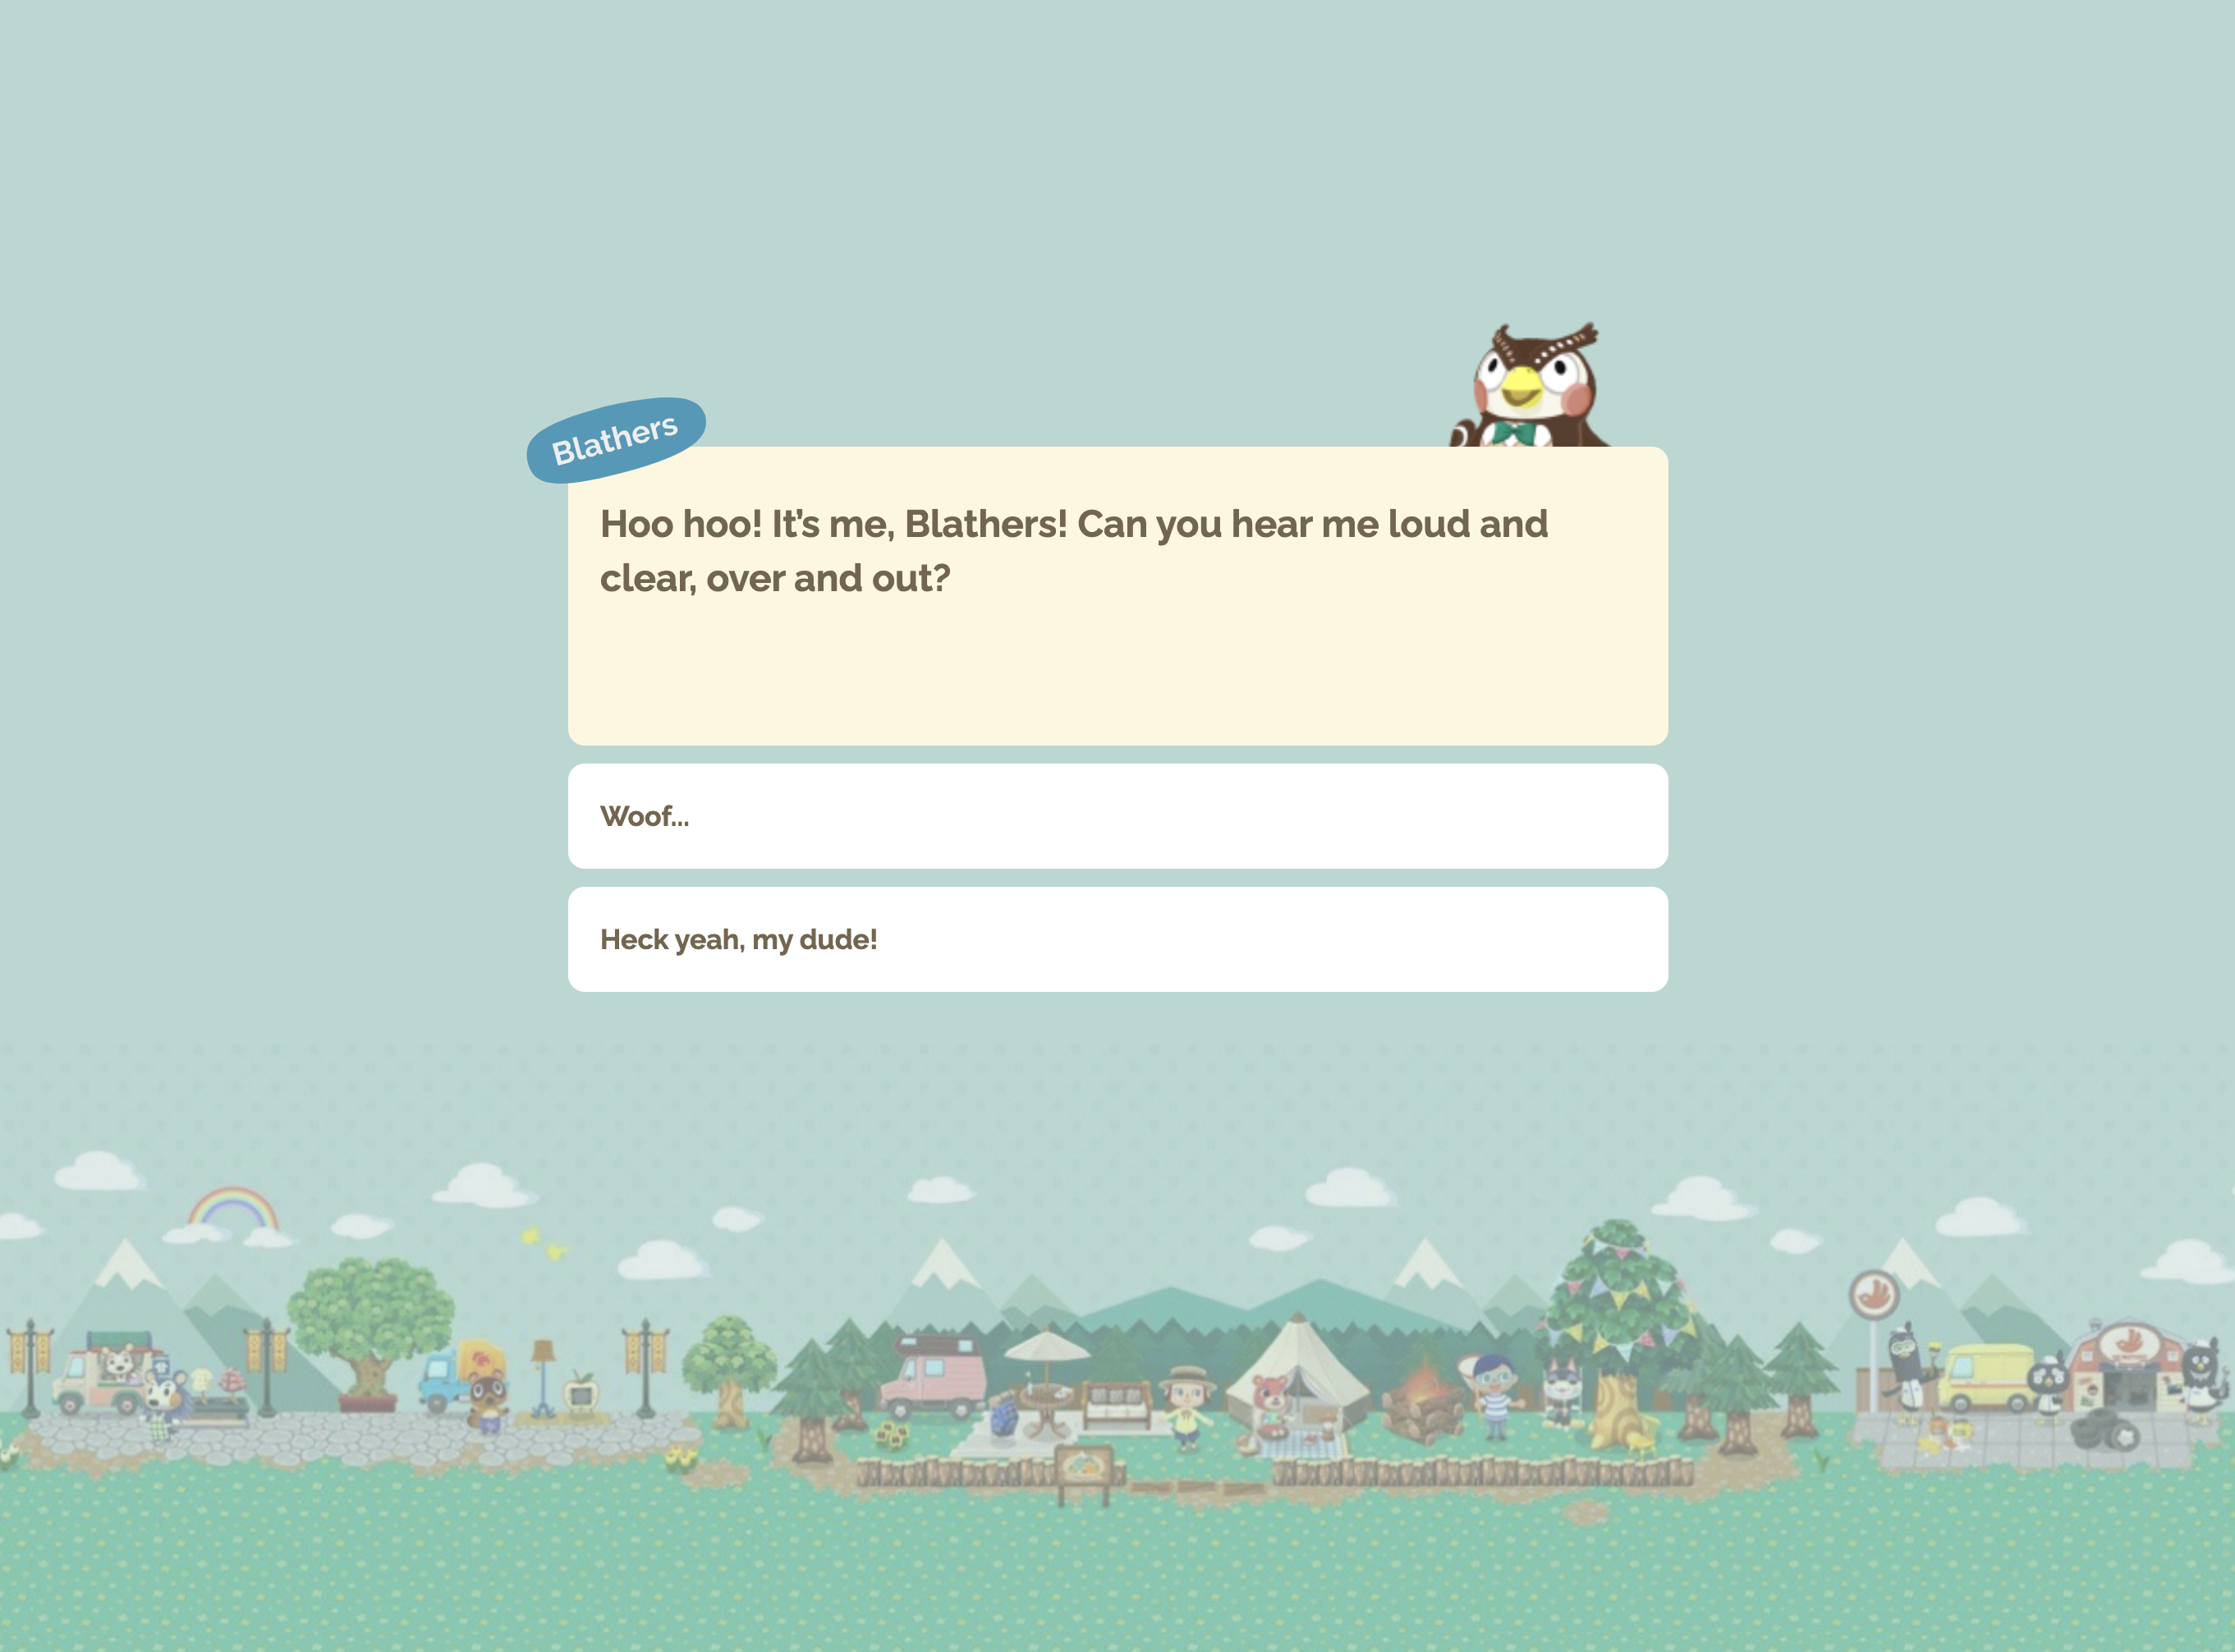 Blathers
Hoo hoo! It’s me, Blathers! Can you hear me loud and
clear, over and out?
Woof...
Heck yeah, my dude!